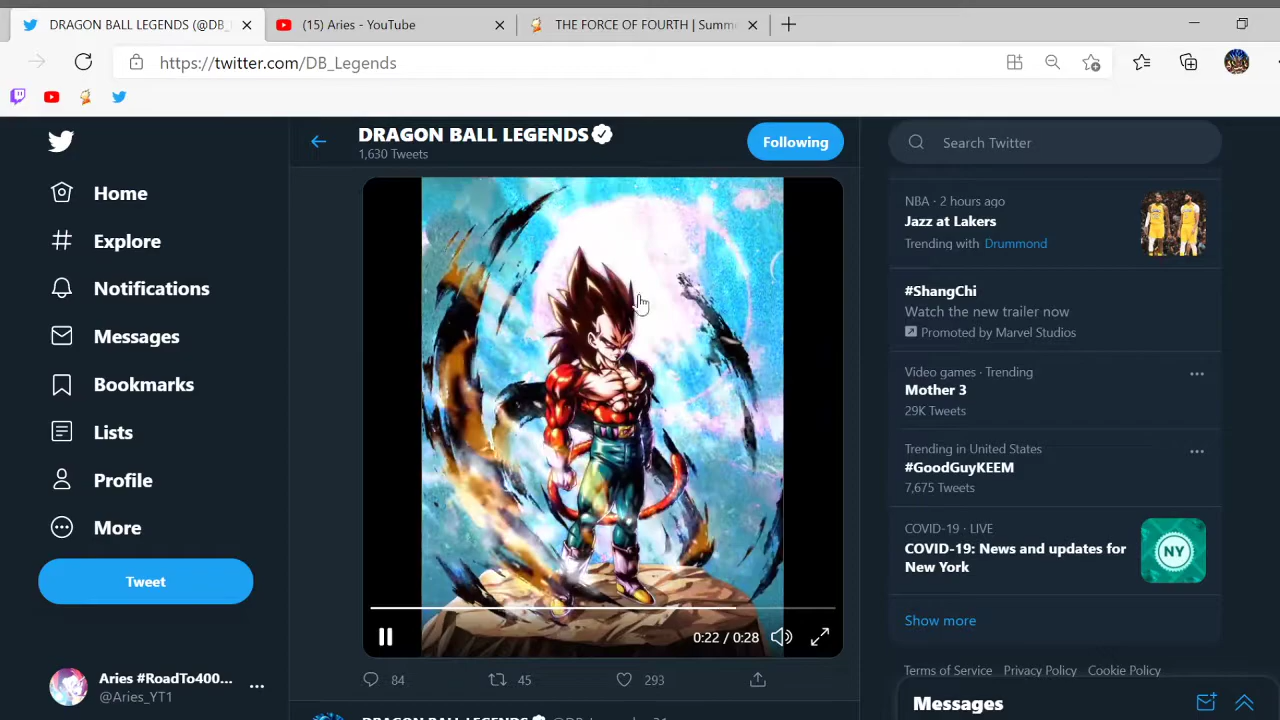 DRAGON BALL LEGENDS (@DB_
(15) Aries - YouTube
THE FORCE OF FOURTH | Summ
https://twitter.com/DB_Legends
DRAGON BALL LEGENDS
1,630 Tweets
Following
Search Twitter
Home
Explore
Notifications
Messages
Bookmarks
Lists
Profile
More
Tweet
Aries #RoadTo400...
@Aries_YT1
0:22 / 0:28
84
45
293
DRAGON BALL LEGENDS
NBA · 2 hours ago
Jazz at Lakers
Trending with Drummond
#ShangChi
Watch the new trailer now
Promoted by Marvel Studios
Video games · Trending
Mother 3
29K Tweets
Trending in United States
#GoodGuyKEEM
7,675 Tweets
COVID-19 · LIVE
COVID-19: News and updates for
New York
NY
Show more
Terms of Service Privacy Policy Cookie Policy
Messages